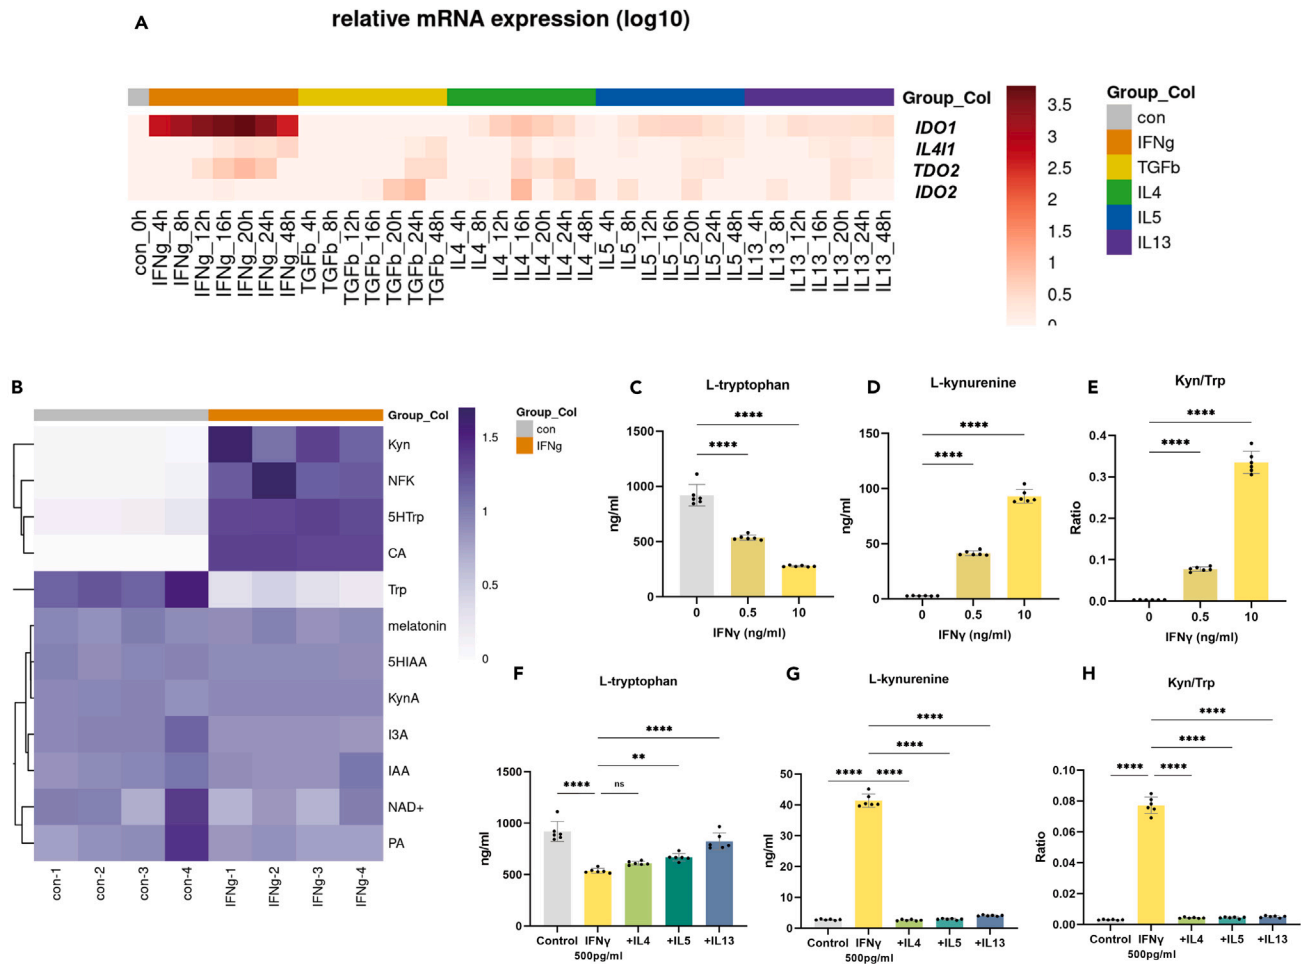 A
relative mRNA expression (log10)
Group_Col
IDO1
IL4I1
TDO2
IDO2
con_0h
IFNg_4h
IFNg_8h
IFNg_12h
IFNg_16h
IFNg_20h
IFNg_24h
IFNg_48h
TGFb_4h
TGFb_8h
TGFb_12h
TGFb_16h
TGFb_20h
TGFb_24h
TGFb_48h
IL4_4h
IL4_8h
IL4_12h
IL4_16h
IL4_20h
IL4_24h
IL4_48h
IL5_4h
IL5_8h
IL5_12h
IL5_16h
IL5_20h
IL5_24h
IL5_48h
IL13_4h
IL13_8h
IL13_12h
IL13_16h
IL13_20h
IL13_24h
IL13_48h
3.5
3
2.5
2
1.5
1
0.5
0
Group_Col
con
IFNg
TGFb
IL4
IL5
IL13
B
Group_Col
Kyn
NFK
5HTrp
CA
Trp
melatonin
5HIAA
KynA
I3A
IAA
NAD+
PA
con-1
con-2
con-3
con-4
IFNg-1
IFNg-2
IFNg-3
IFNg-4
1.5
1
0.5
0
Group_Col
con
IFNg
C
L-tryptophan
****
****
ng/ml
1500
1000
500
0
0 0.5 10
IFNγ (ng/ml)
D
L-kynurenine
****
****
ng/ml
150
100
50
0
0 0.5 10
IFNγ (ng/ml)
E
Kyn/Trp
****
****
Ratio
0.4
0.3
0.2
0.1
0.0
0 0.5 10
IFNγ (ng/ml)
F
L-tryptophan
****
**
**** ns
ng/ml
1500
1000
500
0
Control IFNγ +IL4 +IL5 +IL13
500pg/ml
G
L-kynurenine
****
****
**** ****
ng/ml
50
40
30
20
10
0
Control IFNγ +IL4 +IL5 +IL13
500pg/ml
H
Kyn/Trp
****
****
**** ****
Ratio
0.10
0.08
0.06
0.04
0.02
0.00
Control IFNγ +IL4 +IL5 +IL13
500pg/ml